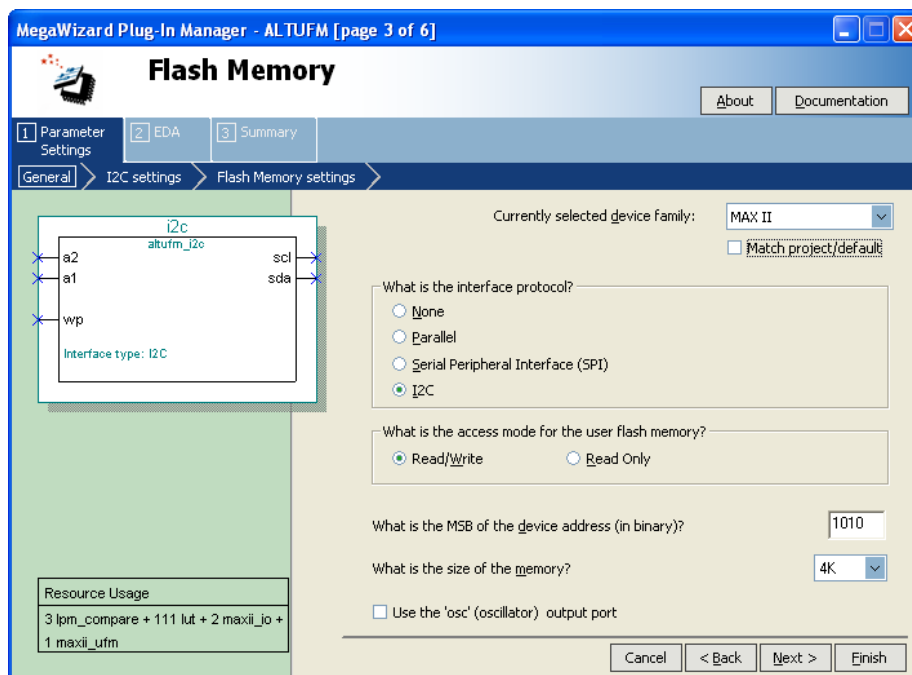 MegaWizard Plug-In Manager - ALTUFM [page 3 of 6]
Flash Memory
About
Documentation
1 Parameter Settings
2 EDA
3 Summary
General
I2C settings
Flash Memory settings
i2c
altufm_i2c
a2
scl
a1
sda
wp
Interface type: I2C
Currently selected device family:
MAX II
Match project/default
What is the interface protocol?
None
Parallel
Serial Peripheral Interface (SPI)
I2C
What is the access mode for the user flash memory?
Read/Write
Read Only
What is the MSB of the device address (in binary)?
1010
What is the size of the memory?
4K
Use the 'osc' (oscillator) output port
Resource Usage
3 lpm_compare + 111 lut + 2 maxii_io +
1 maxii_ufm
Cancel
< Back
Next >
Finish